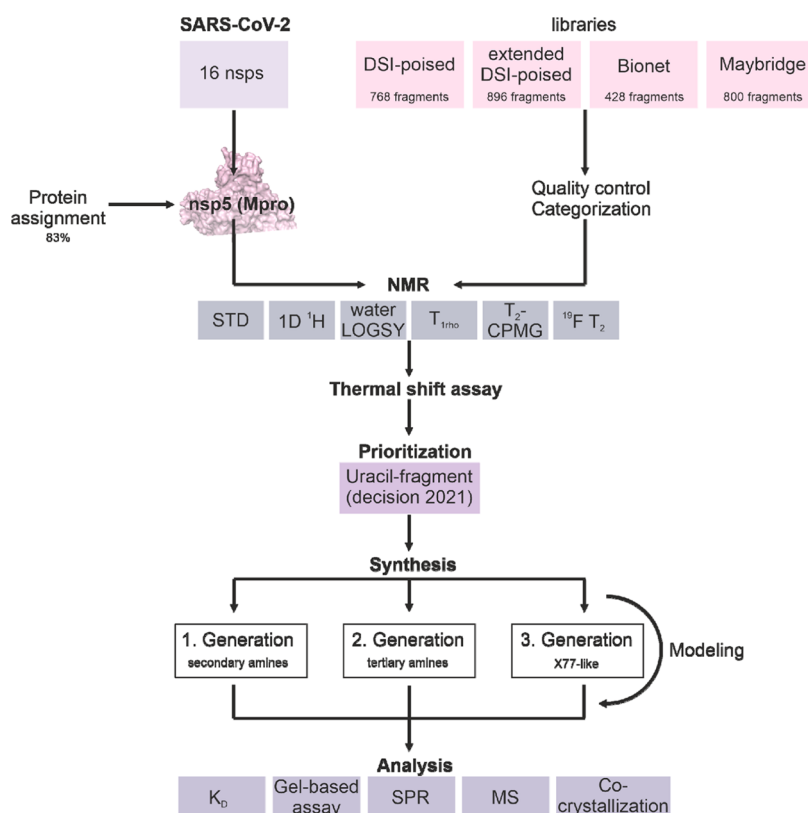 SARS-CoV-2
libraries
16 nsps
DSI-poised
768 fragments
extended
DSI-poised
896 fragments
Bionet
428 fragments
Maybridge
800 fragments
Protein
assignment
83%
nsp5 (Mpro)
Quality control
Categorization
NMR
STD
1D ¹H
water
LOGSY
T1rho
T2-
CPMG
¹⁹F T₂
Thermal shift assay
Prioritization
Uracil-fragment
(decision 2021)
Synthesis
1. Generation
secondary amines
2. Generation
tertiary amines
3. Generation
X77-like
Modeling
Analysis
KD
Gel-based
assay
SPR
MS
Co-
crystallization